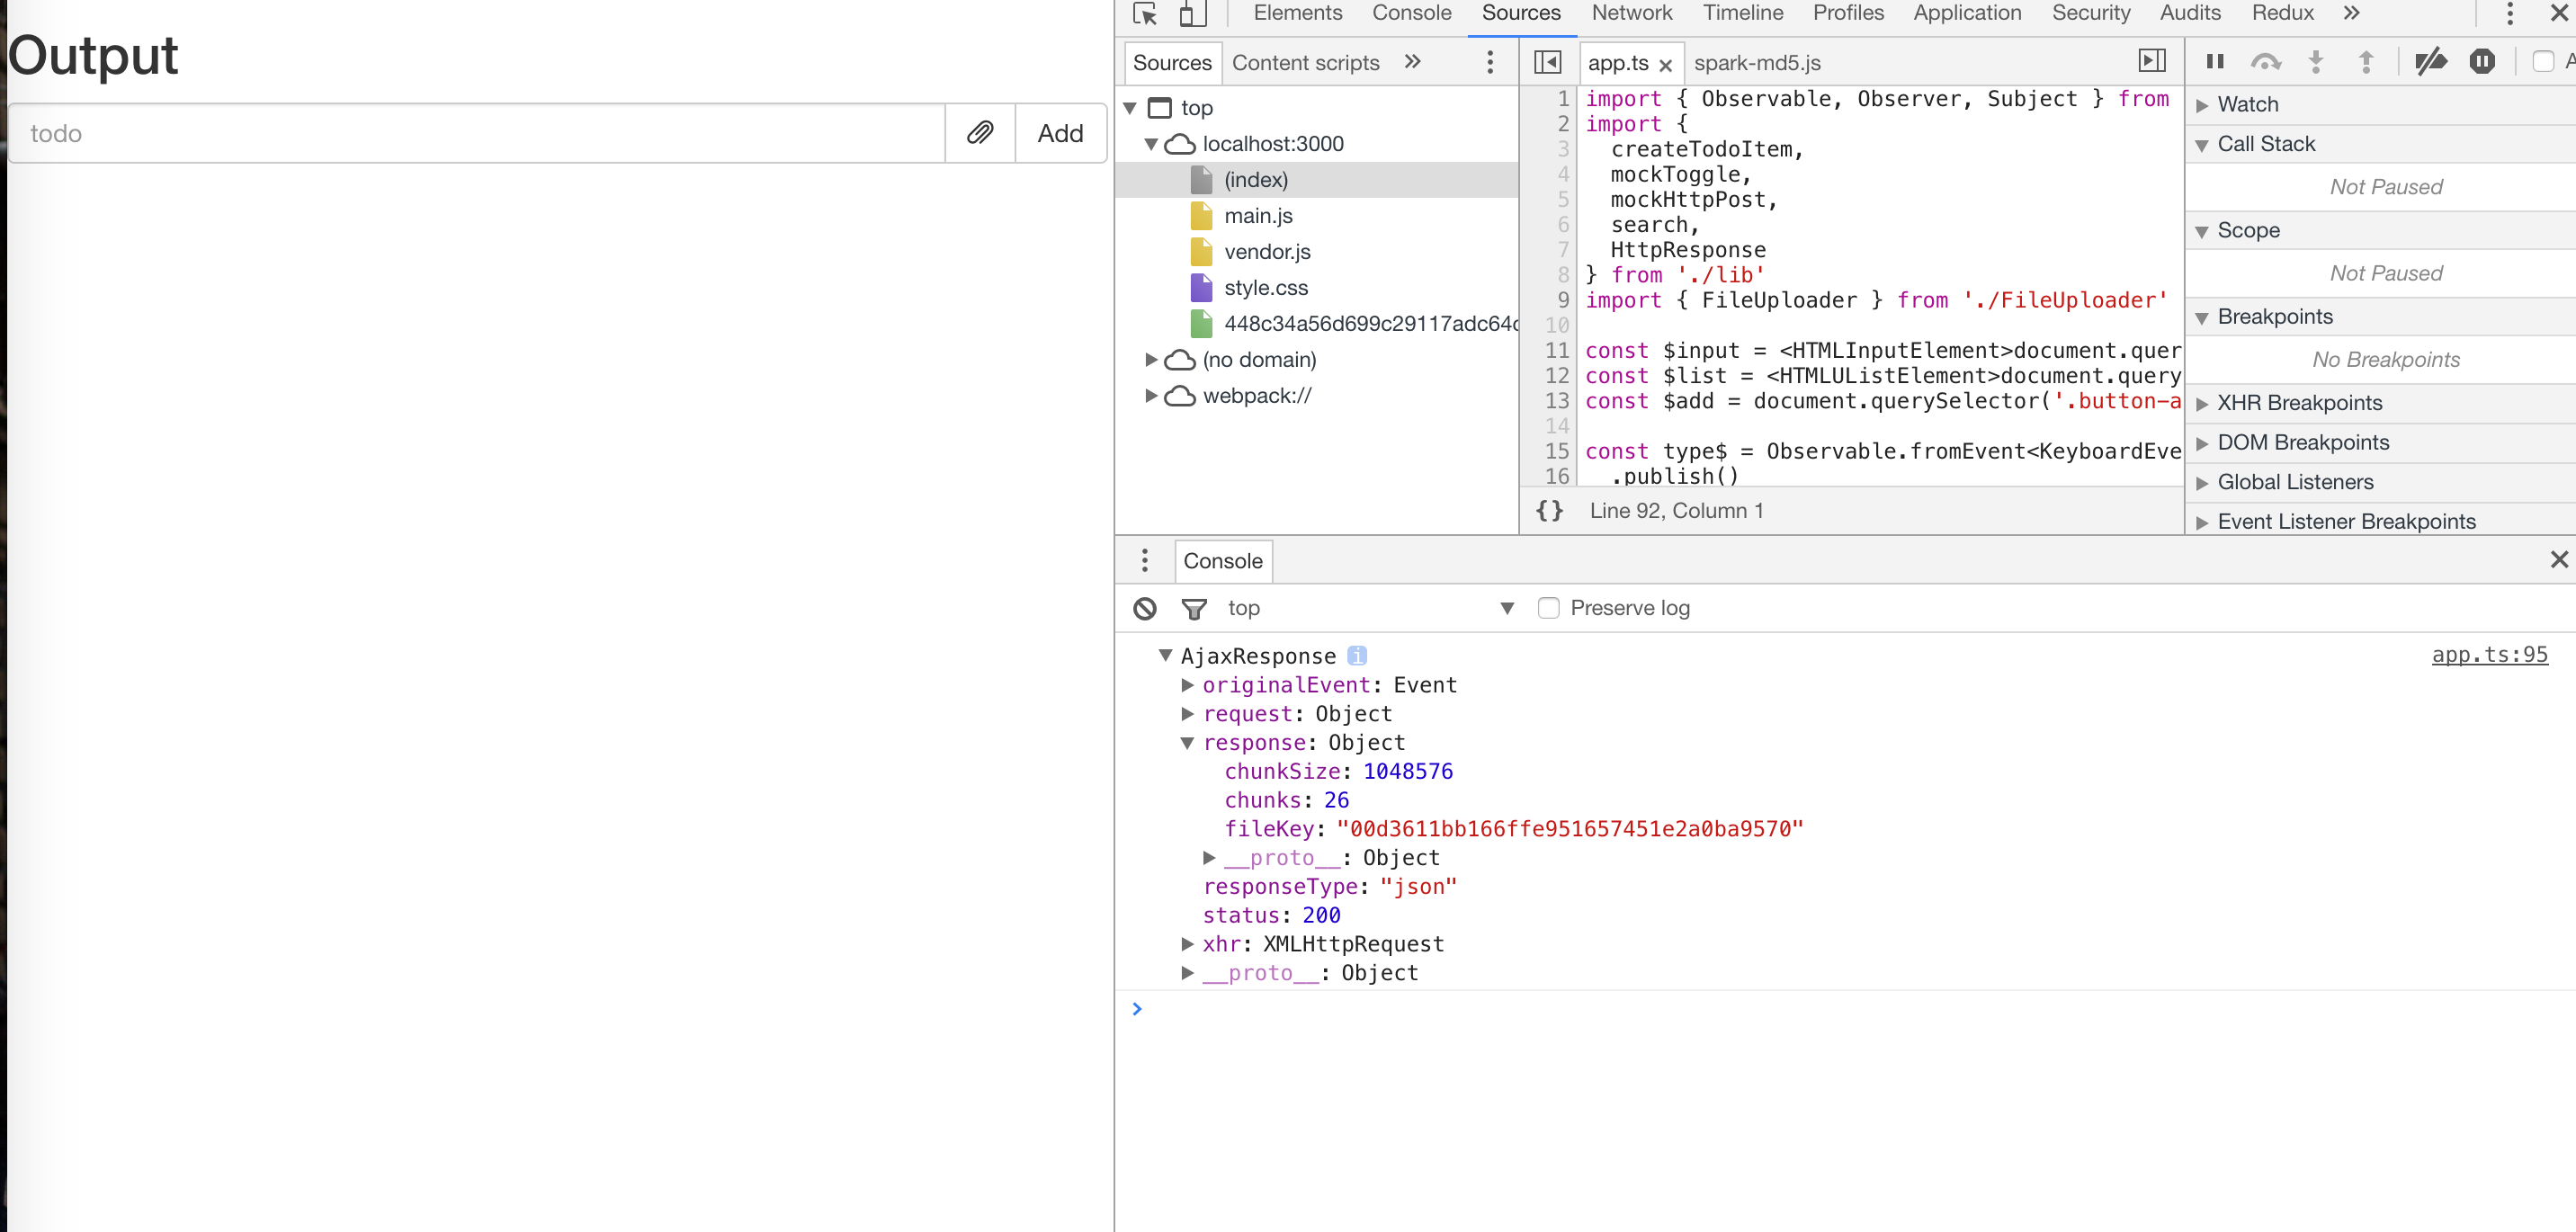 Output
todo
Add
Elements Console Sources Network Timeline Profiles Application Security Audits Redux »
Sources Content scripts »
top
localhost:3000
(index)
main.js
vendor.js
style.css
448c34a56d699c29117adc64
(no domain)
webpack://
app.ts × spark-md5.js
1 import { Observable, Observer, Subject } from
2 import {
3 createTodoItem,
4 mockToggle,
5 mockHttpPost,
6 search,
7 HttpResponse
8 } from './lib'
9 import { FileUploader } from './FileUploader'
10
11 const $input = <HTMLInputElement>document.quer
12 const $list = <HTMLUListElement>document.query
13 const $add = document.querySelector('.button-a
14
15 const type$ = Observable.fromEvent<KeyboardEve
16 .publish()
{} Line 92, Column 1
A
Watch
Call Stack
Not Paused
Scope
Not Paused
Breakpoints
No Breakpoints
XHR Breakpoints
DOM Breakpoints
Global Listeners
Event Listener Breakpoints
Console
top Preserve log
AjaxResponse i app.ts:95
originalEvent: Event
request: Object
response: Object
chunkSize: 1048576
chunks: 26
fileKey: "00d3611bb166ffe951657451e2a0ba9570"
__proto__: Object
responseType: "json"
status: 200
xhr: XMLHttpRequest
__proto__: Object
>